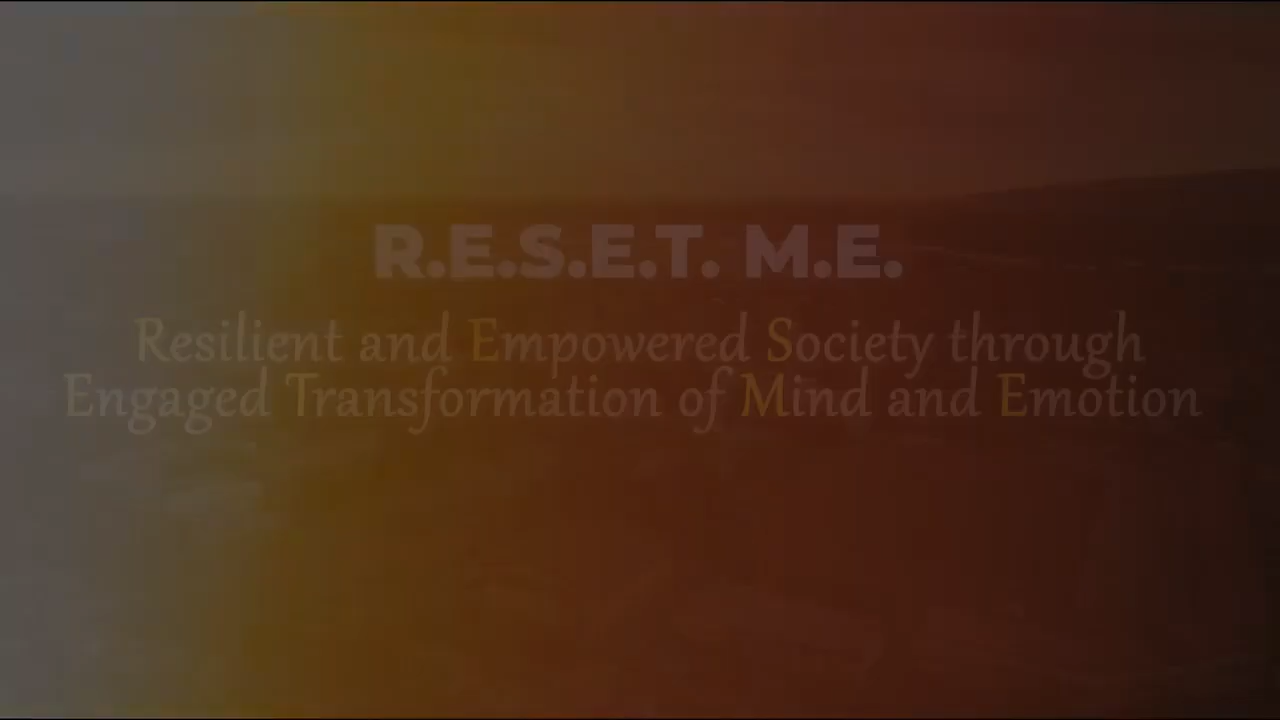 R.E.S.E.T. M.E.
Resilient and Empowered Society through
Engaged Transformation of Mind and Emotion